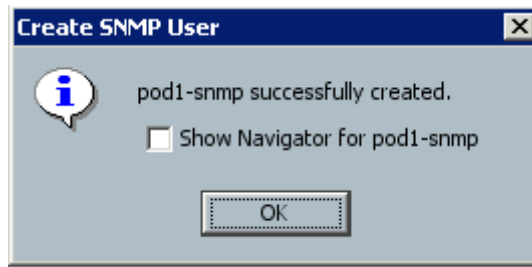 Create SNMP User
pod1-snmp successfully created.
Show Navigator for pod1-snmp
OK